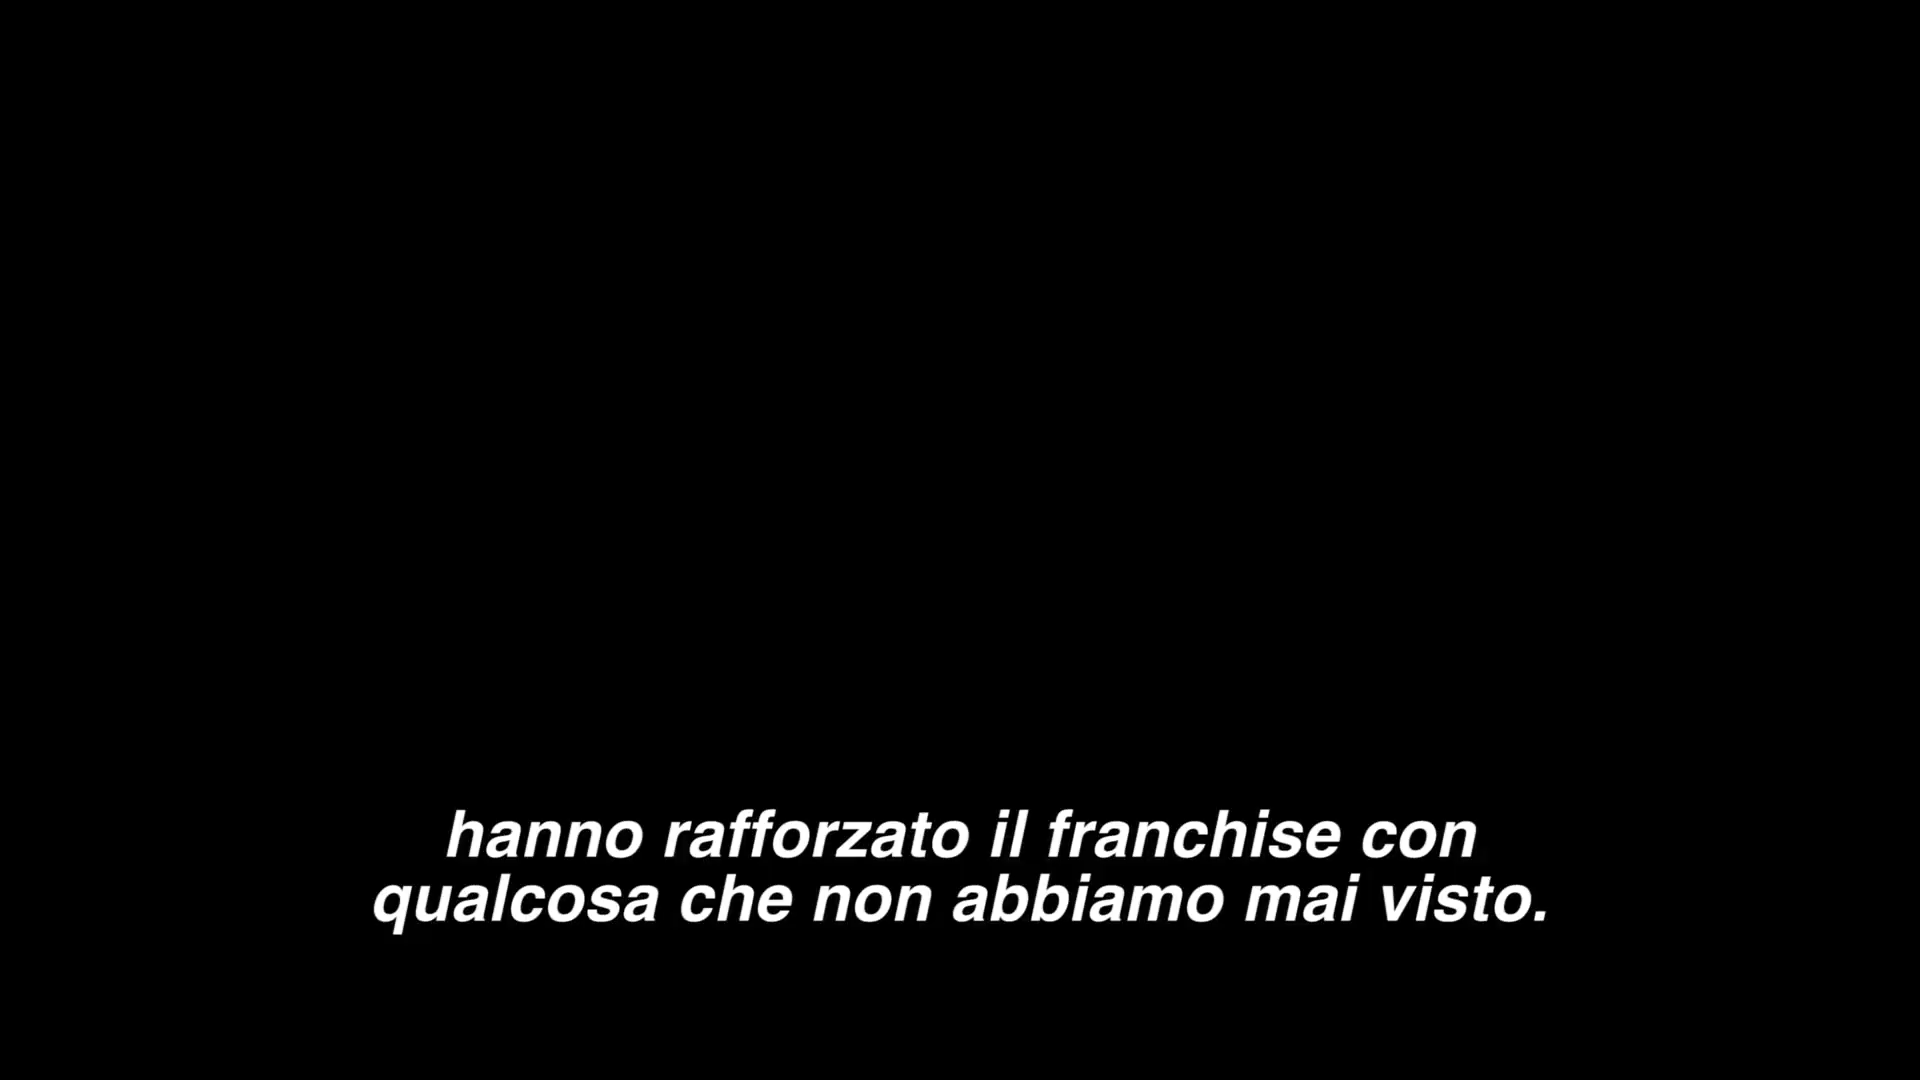 hanno rafforzato il franchise con
qualcosa che non abbiamo mai visto.